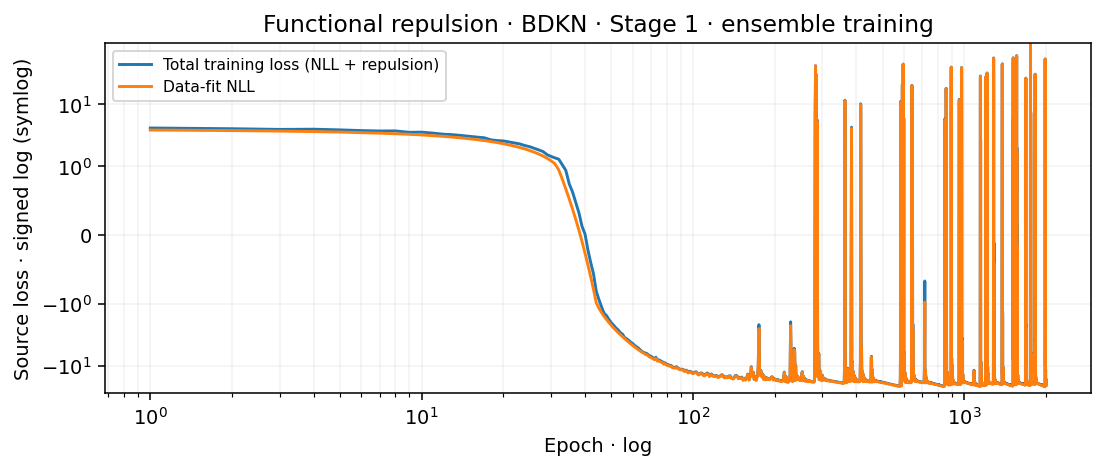 Functional repulsion · BDKN · Stage 1 · ensemble training
Source loss · signed log (symlog)
Total training loss (NLL + repulsion)
Data-fit NLL
10¹
10⁰
0
−10⁰
−10¹
10⁰ 10¹ 10² 10³
Epoch · log